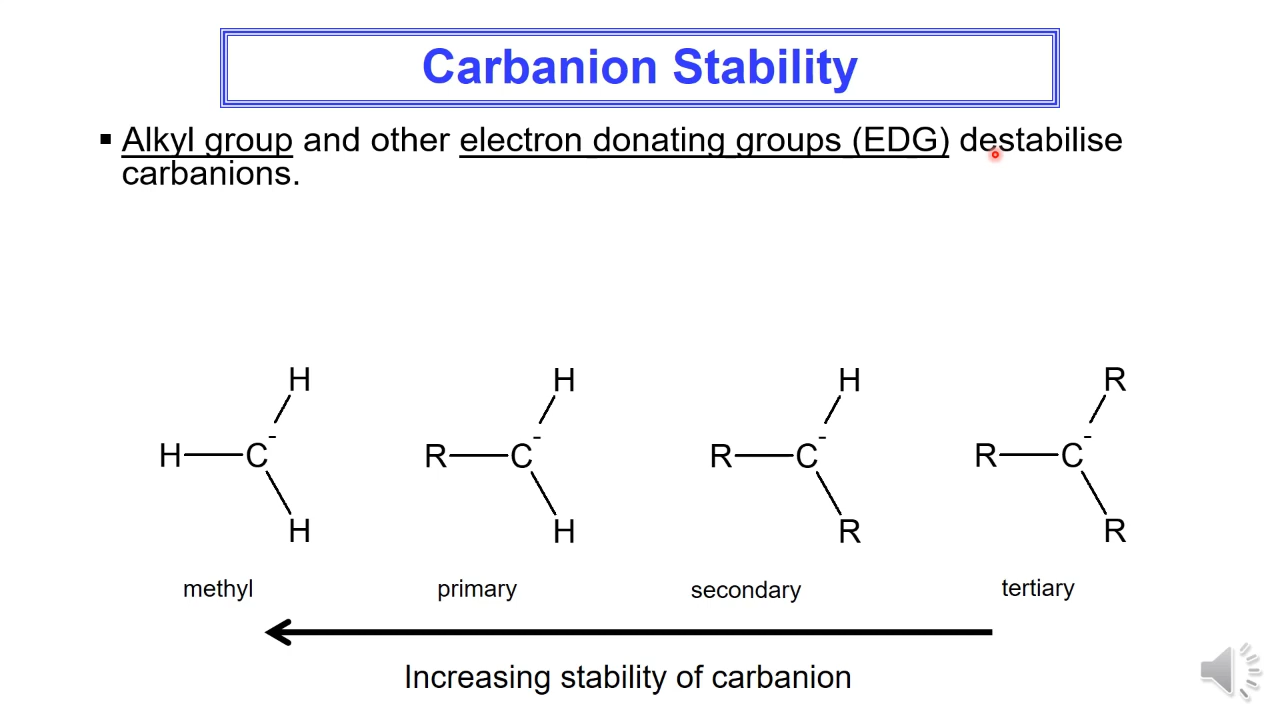 Carbanion Stability
▪ Alkyl group and other electron donating groups (EDG) destabilise
carbanions.
H H H R
H C - R C - R C - R C -
H H R R
methyl primary secondary tertiary
Increasing stability of carbanion